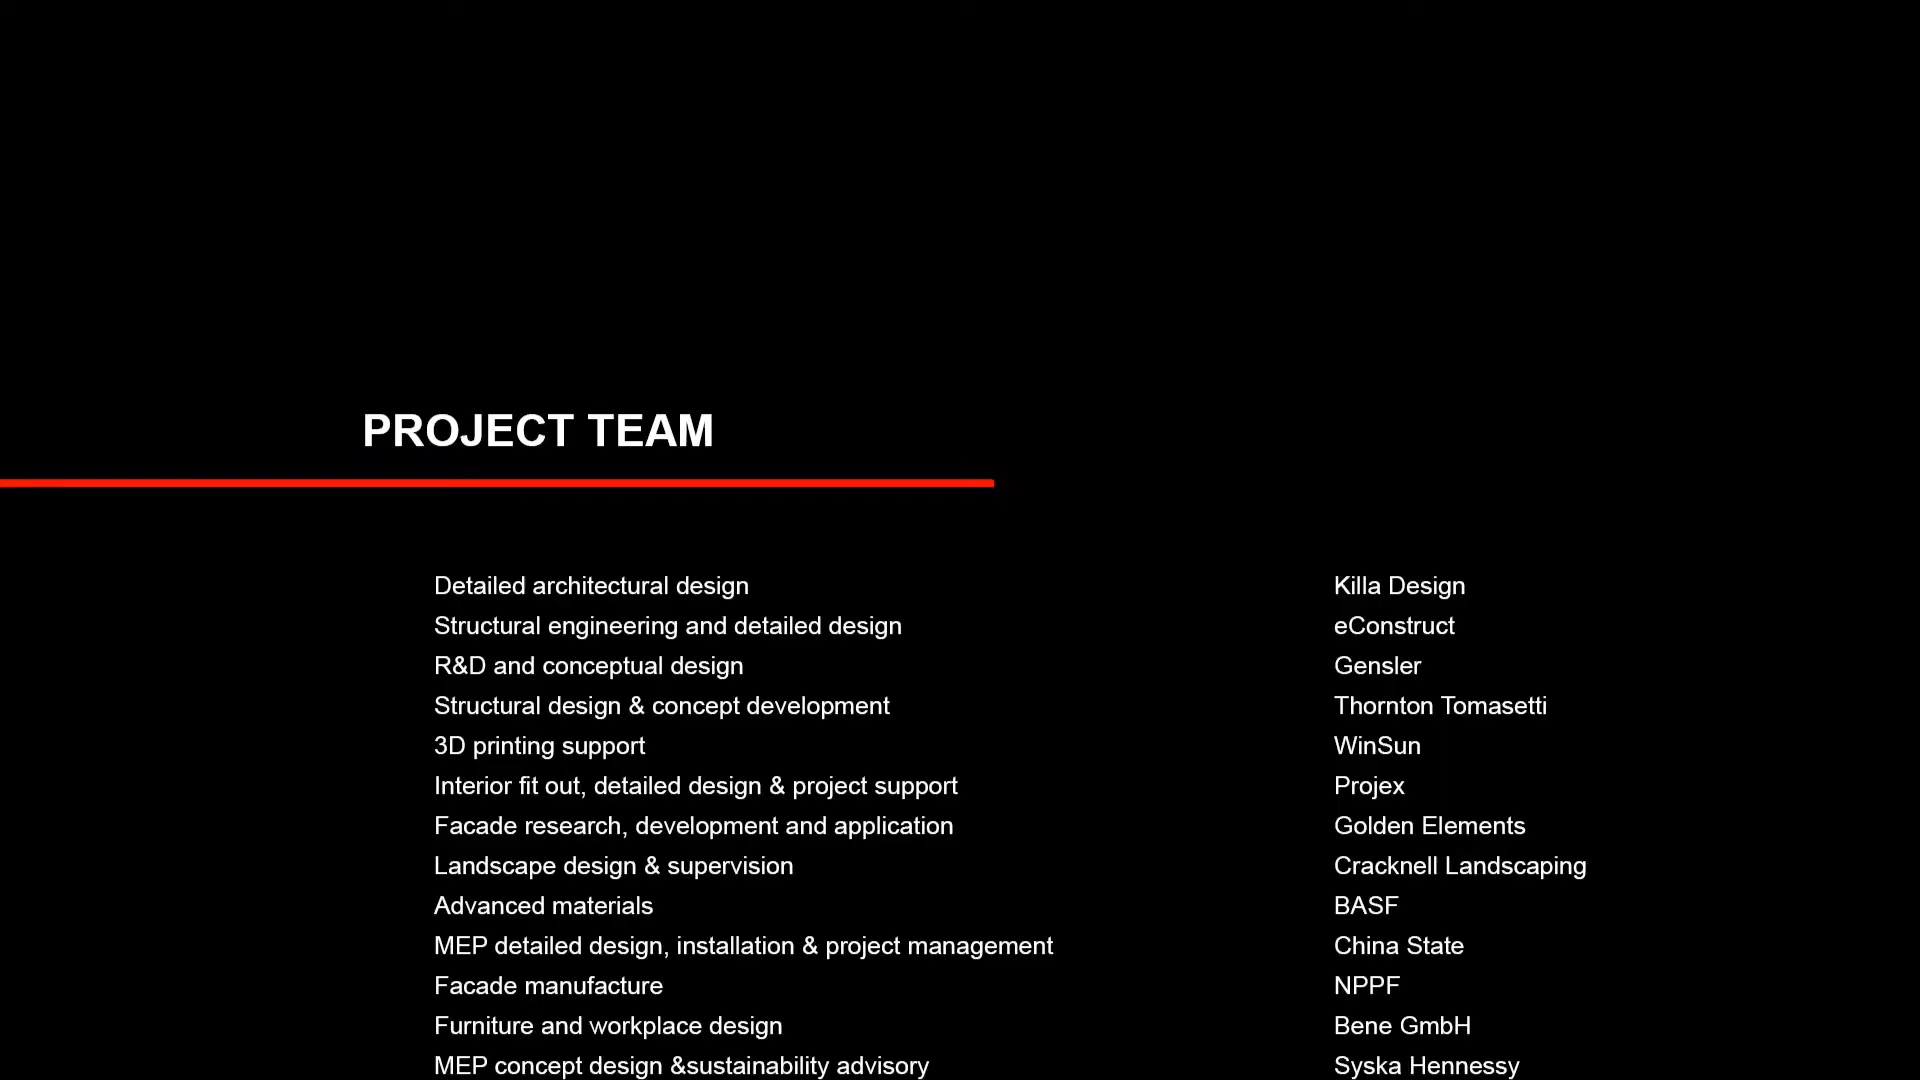 PROJECT TEAM
Detailed architectural design Killa Design
Structural engineering and detailed design eConstruct
R&D and conceptual design Gensler
Structural design & concept development Thornton Tomasetti
3D printing support WinSun
Interior fit out, detailed design & project support Projex
Facade research, development and application Golden Elements
Landscape design & supervision Cracknell Landscaping
Advanced materials BASF
MEP detailed design, installation & project management China State
Facade manufacture NPPF
Furniture and workplace design Bene GmbH
MEP concept design &sustainability advisory Syska Hennessy